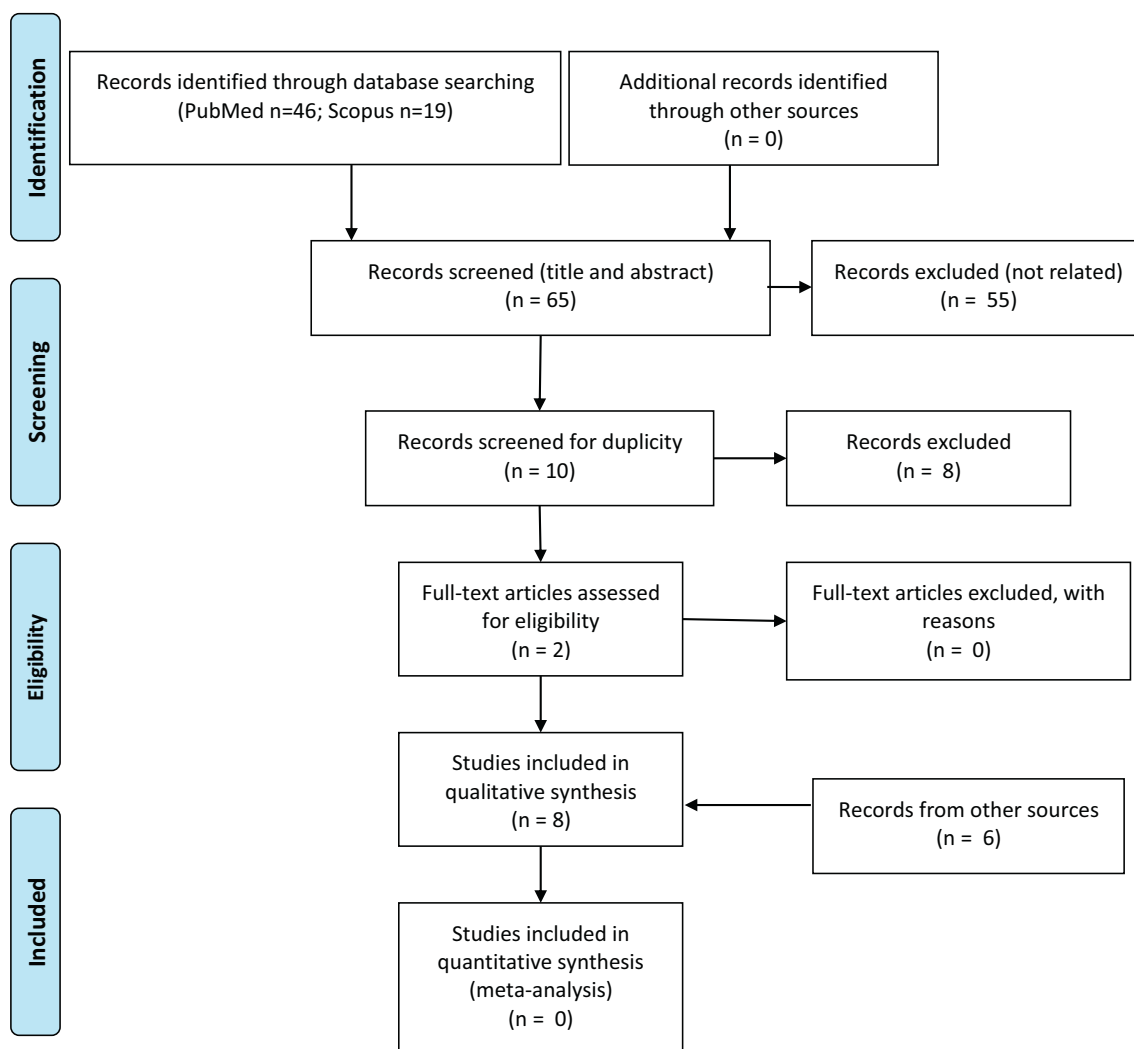 Identification
Records identified through database searching
(PubMed n=46; Scopus n=19)
Additional records identified
through other sources
(n = 0)
Records screened (title and abstract)
(n = 65)
Records excluded (not related)
(n = 55)
Screening
Records screened for duplicity
(n = 10)
Records excluded
(n = 8)
Eligibility
Full-text articles assessed
for eligibility
(n = 2)
Full-text articles excluded, with
reasons
(n = 0)
Studies included in
qualitative synthesis
(n = 8)
Records from other sources
(n = 6)
Included
Studies included in
quantitative synthesis
(meta-analysis)
(n = 0)